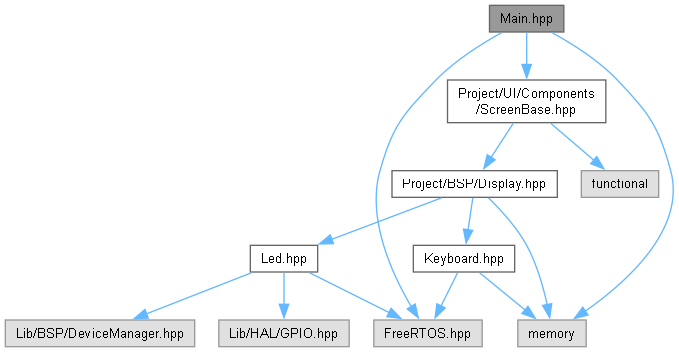 Main.hpp
Project/UI/Components
/ScreenBase.hpp
Project/BSP/Display.hpp
functional
Led.hpp
Keyboard.hpp
Lib/BSP/DeviceManager.hpp
Lib/HAL/GPIO.hpp
FreeRTOS.hpp
memory